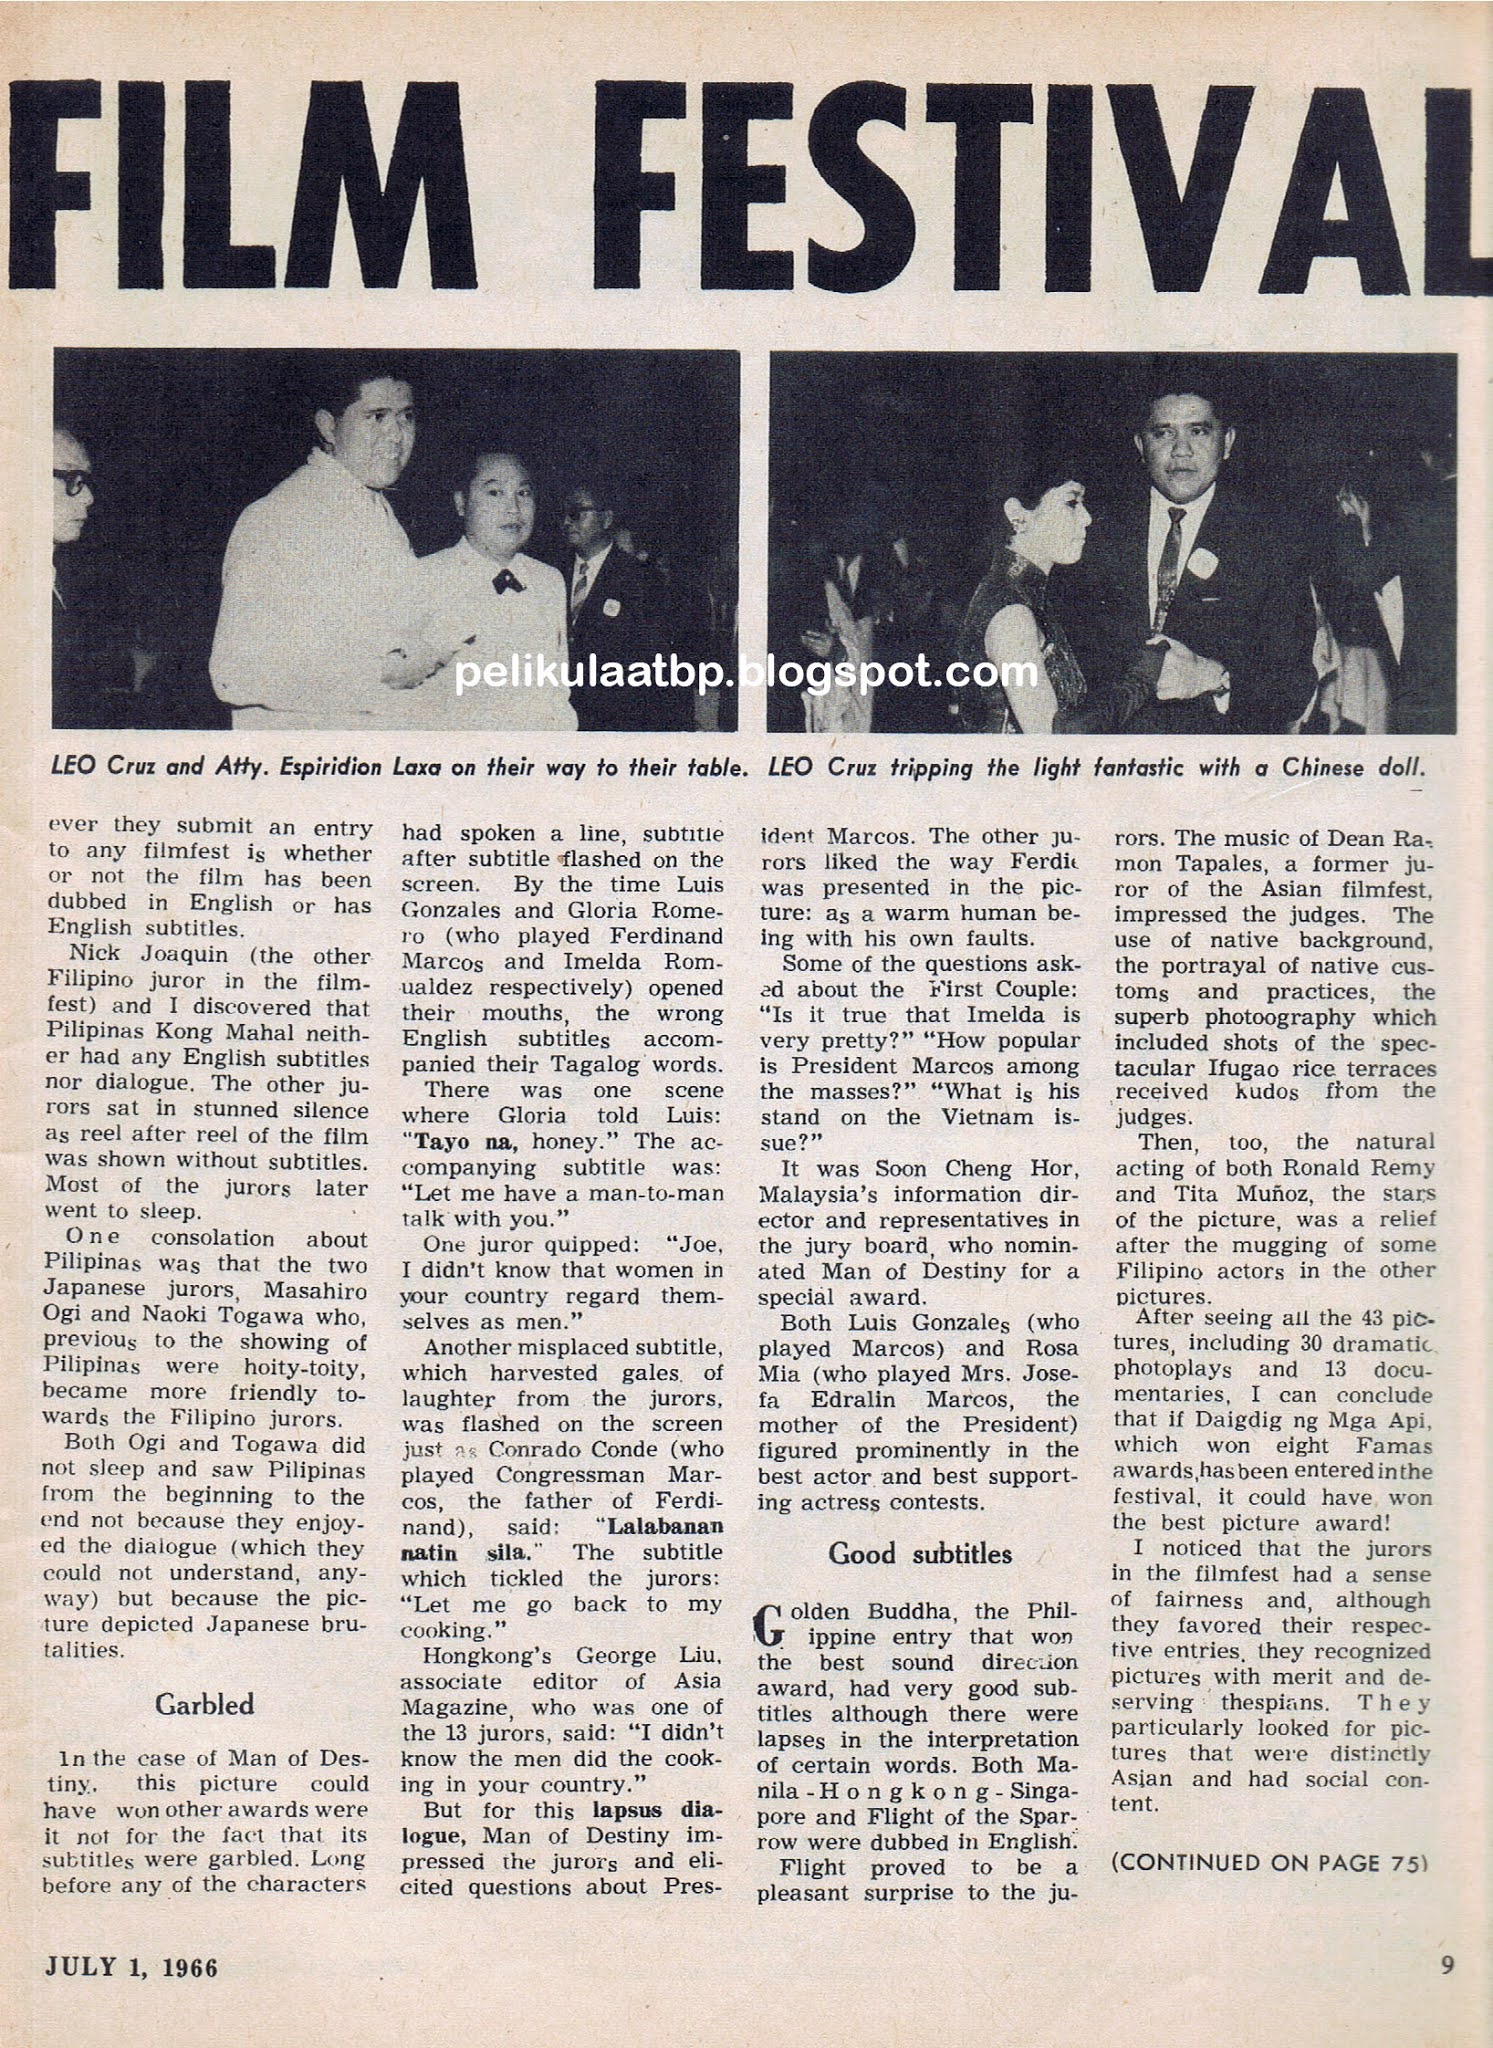 FILM FESTIVAL
pelikulaatbp.blogspot.com
LEO Cruz and Atty. Espiridion Laxa on their way to their table.
LEO Cruz tripping the light fantastic with a Chinese doll.
ever they submit an entry
to any filmfest is whether
or not the film has been
dubbed in English or has
English subtitles.
Nick Joaquin (the other
Filipino juror in the film-
fest) and I discovered that
Pilipinas Kong Mahal neith-
er had any English subtitles
nor dialogue. The other ju-
rors sat in stunned silence
as reel after reel of the film
was shown without subtitles.
Most of the jurors later
went to sleep.
One consolation about
Pilipinas was that the two
Japanese jurors, Masahiro
Ogi and Naoki Togawa who,
previous to the showing of
Pilipinas were hoity-toity,
became more friendly to-
wards the Filipino jurors.
Both Ogi and Togawa did
not sleep and saw Pilipinas
from the beginning to the
end not because they enjoy-
ed the dialogue (which they
could not understand, any-
way) but because the pic-
ture depicted Japanese bru-
talities.
Garbled
In the case of Man of Des-
tiny, this picture could
have won other awards were
it not for the fact that its
subtitles were garbled. Long
before any of the characters
had spoken a line, subtitle
after subtitle flashed on the
screen. By the time Luis
Gonzales and Gloria Rome-
ro (who played Ferdinand
Marcos and Imelda Rom-
ualdez respectively) opened
their mouths, the wrong
English subtitles accom-
panied their Tagalog words.
There was one scene
where Gloria told Luis:
"Tayo na, honey." The ac-
companying subtitle was:
"Let me have a man-to-man
talk with you."
One juror quipped: "Joe,
I didn't know that women in
your country regard them-
selves as men."
Another misplaced subtitle,
which harvested gales of
laughter from the jurors,
was flashed on the screen
just as Conrado Conde (who
played Congressman Mar-
cos, the father of Ferdi-
nand), said: "Lalabanan
natin sila." The subtitle
which tickled the jurors:
"Let me go back to my
cooking."
Hongkong's George Liu,
associate editor of Asia
Magazine, who was one of
the 13 jurors, said: "I didn't
know the men did the cook-
ing in your country."
But for this lapsus dia-
logue, Man of Destiny im-
pressed the jurors and eli-
cited questions about Pres-
ident Marcos. The other ju-
rors liked the way Ferdie
was presented in the pic-
ture: as a warm human be-
ing with his own faults.
Some of the questions ask-
ed about the First Couple:
"Is it true that Imelda is
very pretty?" "How popular
is President Marcos among
the masses?" "What is his
stand on the Vietnam is-
sue?"
It was Soon Cheng Hor,
Malaysia's information dir-
ector and representatives in
the jury board, who nomin-
ated Man of Destiny for a
special award.
Both Luis Gonzales (who
played Marcos) and Rosa
Mia (who played Mrs. Jose-
fa Edralin Marcos, the
mother of the President)
figured prominently in the
best actor and best support-
ing actress contests.
Good subtitles
Golden Buddha, the Phil-
ippine entry that won
the best sound direction
award, had very good sub-
titles although there were
lapses in the interpretation
of certain words. Both Ma-
nila-Hongkong-Singa-
pore and Flight of the Spar-
row were dubbed in English.
Flight proved to be a
pleasant surprise to the ju-
rors. The music of Dean Ra-
mon Tapales, a former ju-
ror of the Asian filmfest,
impressed the judges. The
use of native background,
the portrayal of native cus-
toms and practices, the
superb photoography which
included shots of the spec-
tacular Ifugao rice terraces
received kudos from the
judges.
Then, too, the natural
acting of both Ronald Remy
and Tita Muñoz, the stars
of the picture, was a relief
after the mugging of some
Filipino actors in the other
pictures.
After seeing all the 43 pic-
tures, including 30 dramatic
photoplays and 13 docu-
mentaries, I can conclude
that if Daigdig ng Mga Api,
which won eight Famas
awards, has been entered in the
festival, it could have won
the best picture award!
I noticed that the jurors
in the filmfest had a sense
of fairness and, although
they favored their respec-
tive entries, they recognized
pictures with merit and de-
serving thespians. They
particularly looked for pic-
tures that were distinctly
Asian and had social con-
tent.
(CONTINUED ON PAGE 75)
JULY 1, 1966
9